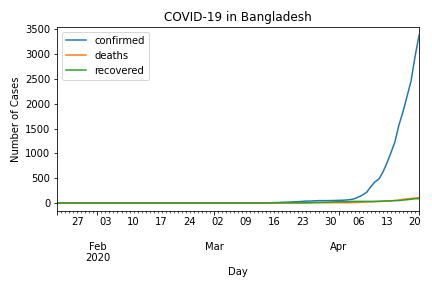 COVID-19 in Bangladesh
confirmed
deaths
recovered
Number of Cases
3500
3000
2500
2000
1500
1000
500
0
27 03 10 17 24 02 09 16 23 30 06 13 20
Feb Mar Apr
2020
Day